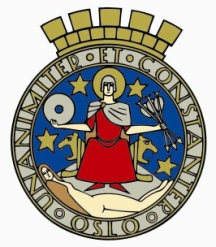 UNANIMITER · ET · CONSTANTER · OSLO